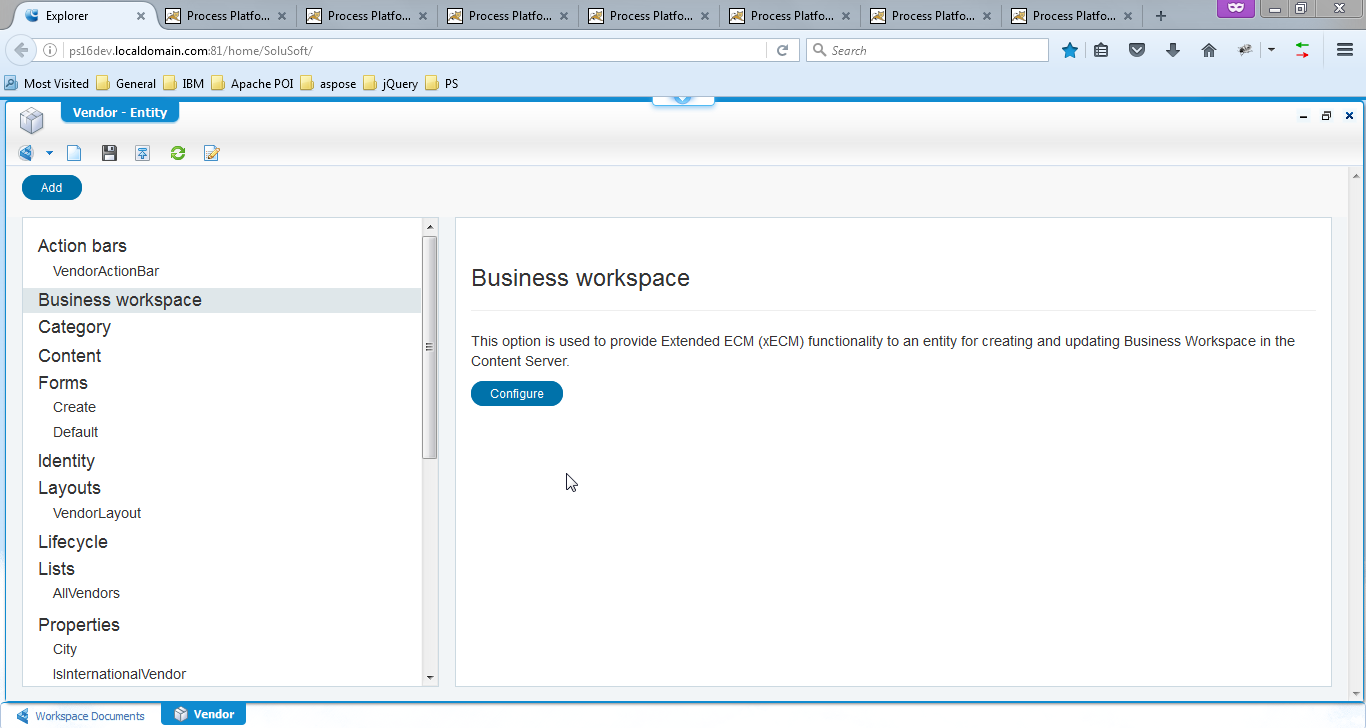 Explorer
Process Platfo...
Process Platfo...
Process Platfo...
Process Platfo...
Process Platfo...
Process Platfo...
Process Platfo...
ps16dev.localdomain.com:81/home/SoluSoft/
Search
Most Visited General IBM Apache POI aspose jQuery PS
Vendor - Entity
Add
Action bars
VendorActionBar
Business workspace
Category
Content
Forms
Create
Default
Identity
Layouts
VendorLayout
Lifecycle
Lists
AllVendors
Properties
City
IsInternationalVendor
Business workspace
This option is used to provide Extended ECM (xECM) functionality to an entity for creating and updating Business Workspace in the
Content Server.
Configure
Workspace Documents
Vendor